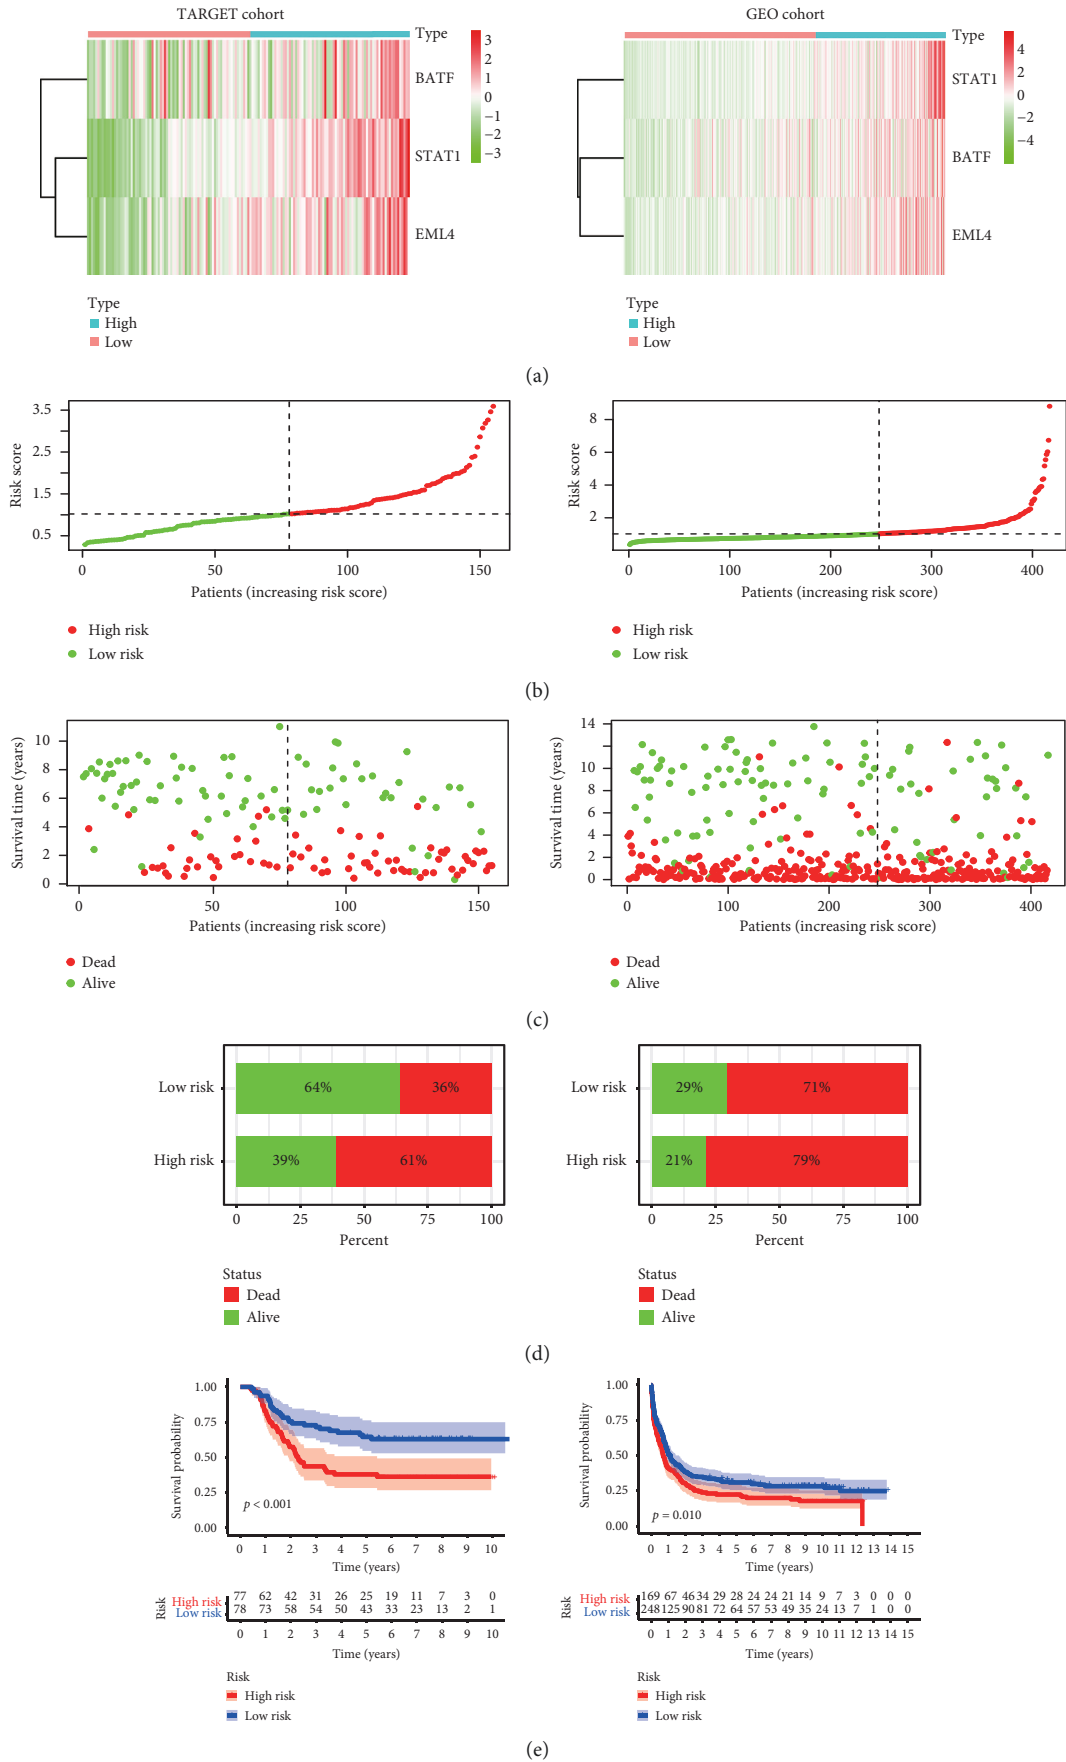 TARGET cohort
GEO cohort
Type
BATF
STAT1
EML4
3
2
1
0
−1
−2
−3
Type
High
Low
Type
STAT1
BATF
EML4
4
2
0
−2
−4
Type
High
Low
(a)
Risk score
3.5
2.5
1.5
0.5
0 50 100 150
Patients (increasing risk score)
High risk
Low risk
Risk score
8
6
4
2
0 100 200 300 400
Patients (increasing risk score)
High risk
Low risk
(b)
Survival time (years)
10
8
6
4
2
0
0 50 100 150
Patients (increasing risk score)
Dead
Alive
Survival time (years)
14
12
10
8
6
4
2
0
0 100 200 300 400
Patients (increasing risk score)
Dead
Alive
(c)
Low risk 64% 36%
High risk 39% 61%
0 25 50 75 100
Percent
Status
Dead
Alive
Low risk 29% 71%
High risk 21% 79%
0 25 50 75 100
Percent
Status
Dead
Alive
(d)
Survival probability
1.00
0.75
0.50
0.25
0.00
p < 0.001
0 1 2 3 4 5 6 7 8 9 10
Time (years)
Risk
High risk 77 62 42 31 26 25 19 11 7 3 0
Low risk 78 73 58 54 50 43 33 23 13 2 1
0 1 2 3 4 5 6 7 8 9 10
Time (years)
Risk
High risk
Low risk
Survival probability
1.00
0.75
0.50
0.25
0.00
p = 0.010
0 1 2 3 4 5 6 7 8 9 10 11 12 13 14 15
Time (years)
Risk
High risk 169 67 46 34 29 28 24 24 21 14 9 7 3 0 0 0
Low risk 248 125 90 81 72 64 57 53 49 35 24 13 7 1 0 0
0 1 2 3 4 5 6 7 8 9 10 11 12 13 14 15
Time (years)
Risk
High risk
Low risk
(e)